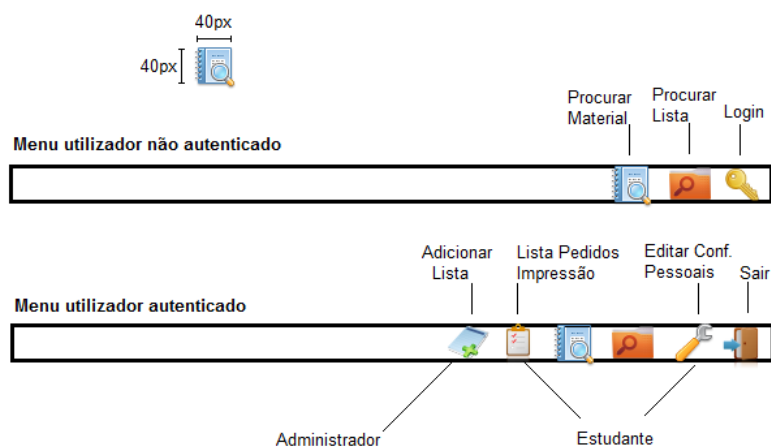 40px
40px
Procurar
Material
Procurar
Lista
Login
Menu utilizador não autenticado
Adicionar
Lista
Lista Pedidos
Impressão
Editar Conf.
Pessoais
Sair
Menu utilizador autenticado
Administrador
Estudante